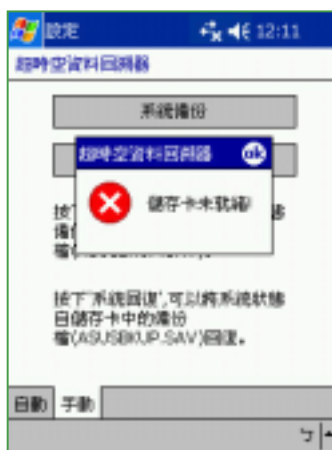 設定 12:11
超時空資料回溯器
系統備份
超時空資料回溯器 ok
儲存卡未就緒!
按下
備份
按下'系統回復',可以將系統狀態
自儲存卡中的備份
檔(ASUSBKUP.SAV)回復。
自動 手動
ㄅ